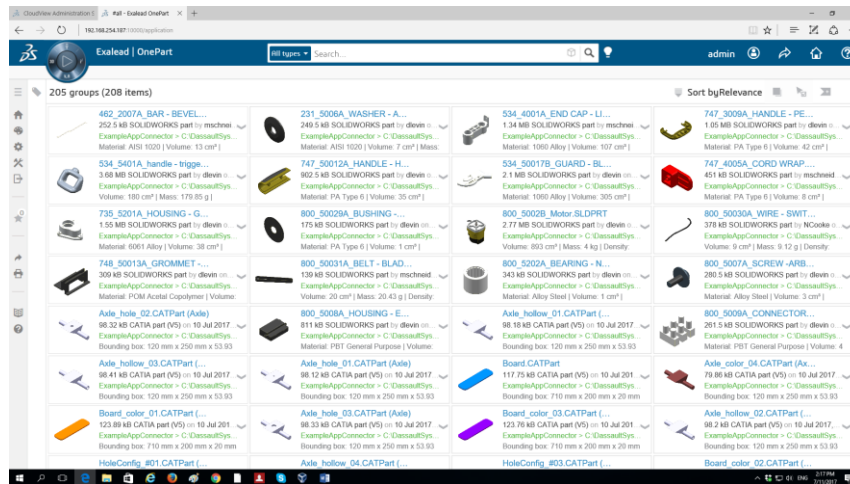 CloudView Administration
#all - Exalead OnePart
192.168.254.187:10000/application
Exalead | OnePart
All types
Search...
admin
205 groups (208 items)
Sort byRelevance
462_2007A_BAR - BEVEL...
252.5 kB SOLIDWORKS part by mschnei
ExampleAppConnector > C:\DassaultSys...
Material: AISI 1020 | Volume: 13 cm³ |
231_5006A_WASHER - A...
249.5 kB SOLIDWORKS part by dlevin o...
ExampleAppConnector > C:\DassaultSys...
Material: AISI 1020 | Volume: 7 cm³ | Mass:
534_4001A_END CAP - LI...
1.34 MB SOLIDWORKS part by mschnei...
ExampleAppConnector > C:\DassaultSys...
Material: 1060 Alloy | Volume: 107 cm³ |
747_3009A_HANDLE - PE...
1.05 MB SOLIDWORKS part by dlevin o...
ExampleAppConnector > C:\DassaultSys...
Material: PA Type 6 | Volume: 42 cm³ |
534_5401A_handle - trigge...
3.68 MB SOLIDWORKS part by dlevin o...
ExampleAppConnector > C:\DassaultSys...
Volume: 180 cm³ | Mass: 179.85 g |
747_50012A_HANDLE - H...
902.5 kB SOLIDWORKS part by dlevin o...
ExampleAppConnector > C:\DassaultSys...
Material: PA Type 6 | Volume: 35 cm³ |
534_50017B_GUARD - BL...
2.1 MB SOLIDWORKS part by dlevin on...
ExampleAppConnector > C:\DassaultSys...
Material: 1060 Alloy | Volume: 305 cm³ |
747_4005A_CORD WRAP....
451 kB SOLIDWORKS part by mschneid...
ExampleAppConnector > C:\DassaultSys...
Material: PA Type 6 | Volume: 8 cm³ |
735_5201A_HOUSING - G...
1.55 MB SOLIDWORKS part by dlevin o...
ExampleAppConnector > C:\DassaultSys...
Material: 6061 Alloy | Volume: 38 cm³ |
800_50029A_BUSHING -...
175 kB SOLIDWORKS part by dlevin on...
ExampleAppConnector > C:\DassaultSys...
Material: PA Type 6 | Volume: 1 cm³ |
800_5002B_Motor.SLDPRT
2.77 MB SOLIDWORKS part by dlevin o...
ExampleAppConnector > C:\DassaultSys...
Volume: 893 cm³ | Mass: 4 kg | Density:
800_50030A_WIRE - SWIT...
378 kB SOLIDWORKS part by NCooke o...
ExampleAppConnector > C:\DassaultSys...
Volume: 9 cm³ | Mass: 9.12 g | Density:
748_50013A_GROMMET -...
309 kB SOLIDWORKS part by dlevin on...
ExampleAppConnector > C:\DassaultSys...
Material: POM Acetal Copolymer | Volume:
800_50031A_BELT - BLAD...
139 kB SOLIDWORKS part by mschneid...
ExampleAppConnector > C:\DassaultSys...
Volume: 20 cm³ | Mass: 20.43 g | Density:
800_5202A_BEARING - N...
343 kB SOLIDWORKS part by dlevin on...
ExampleAppConnector > C:\DassaultSys...
Material: Alloy Steel | Volume: 1 cm³ |
800_5007A_SCREW -ARB...
280.5 kB SOLIDWORKS part by dlevin o...
ExampleAppConnector > C:\DassaultSys...
Material: Alloy Steel | Volume: 3 cm³ |
Axle_hole_02.CATPart (Axle)
98.32 kB CATIA part (V5) on 10 Jul 2017...
ExampleAppConnector > C:\DassaultSys...
Bounding box: 120 mm x 250 mm x 53.93
800_5008A_HOUSING - E...
811 kB SOLIDWORKS part by dlevin on...
ExampleAppConnector > C:\DassaultSys...
Material: PBT General Purpose | Volume:
Axle_hollow_01.CATPart (...
98.18 kB CATIA part (V5) on 10 Jul 2017...
ExampleAppConnector > C:\DassaultSys...
Bounding box: 120 mm x 250 mm x 53.93
800_5009A_CONNECTOR...
261.5 kB SOLIDWORKS part by dlevin o...
ExampleAppConnector > C:\DassaultSys...
Material: PBT General Purpose | Volume: 4
Axle_hollow_03.CATPart (...
98.41 kB CATIA part (V5) on 10 Jul 2017...
ExampleAppConnector > C:\DassaultSys...
Bounding box: 120 mm x 250 mm x 53.93
Axle_hole_01.CATPart (Axle)
98.12 kB CATIA part (V5) on 10 Jul 2017...
ExampleAppConnector > C:\DassaultSys...
Bounding box: 120 mm x 250 mm x 53.93
Board.CATPart
117.75 kB CATIA part (V5) on 10 Jul 201...
ExampleAppConnector > C:\DassaultSys...
Bounding box: 710 mm x 200 mm x 20 mm
Axle_color_04.CATPart (Ax...
79.86 kB CATIA part (V5) on 10 Jul 2017...
ExampleAppConnector > C:\DassaultSys...
Bounding box: 120 mm x 250 mm x 53.93
Board_color_01.CATPart (...
123.89 kB CATIA part (V5) on 10 Jul 201...
ExampleAppConnector > C:\DassaultSys...
Bounding box: 710 mm x 200 mm x 20 mm
Axle_hole_03.CATPart (Axle)
98.33 kB CATIA part (V5) on 10 Jul 2017...
ExampleAppConnector > C:\DassaultSys...
Bounding box: 120 mm x 250 mm x 53.93
Board_color_03.CATPart (...
123.76 kB CATIA part (V5) on 10 Jul 201...
ExampleAppConnector > C:\DassaultSys...
Bounding box: 710 mm x 200 mm x 20 mm
Axle_hollow_02.CATPart (...
98.2 kB CATIA part (V5) on 10 Jul 2017,...
ExampleAppConnector > C:\DassaultSys...
Bounding box: 120 mm x 250 mm x 53.93
HoleConfig_#01.CATPart (...
Axle_hollow_04.CATPart (...
HoleConfig_#03.CATPart (...
Board_color_02.CATPart (...
ENG
2:17 PM
7/11/2017